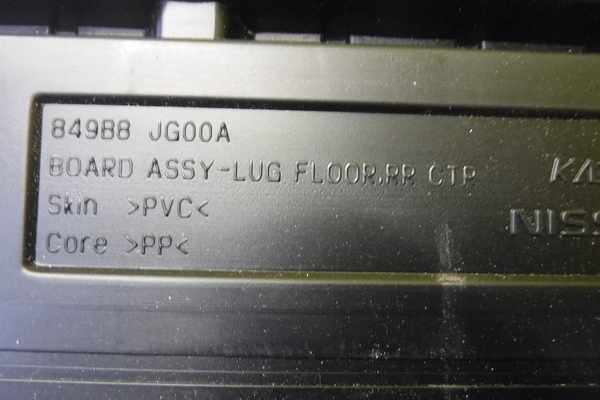 849B8 JG00A
BOARD ASSY-LUG FLOOR,RR CTR
Skin >PVC<
Core >PP<